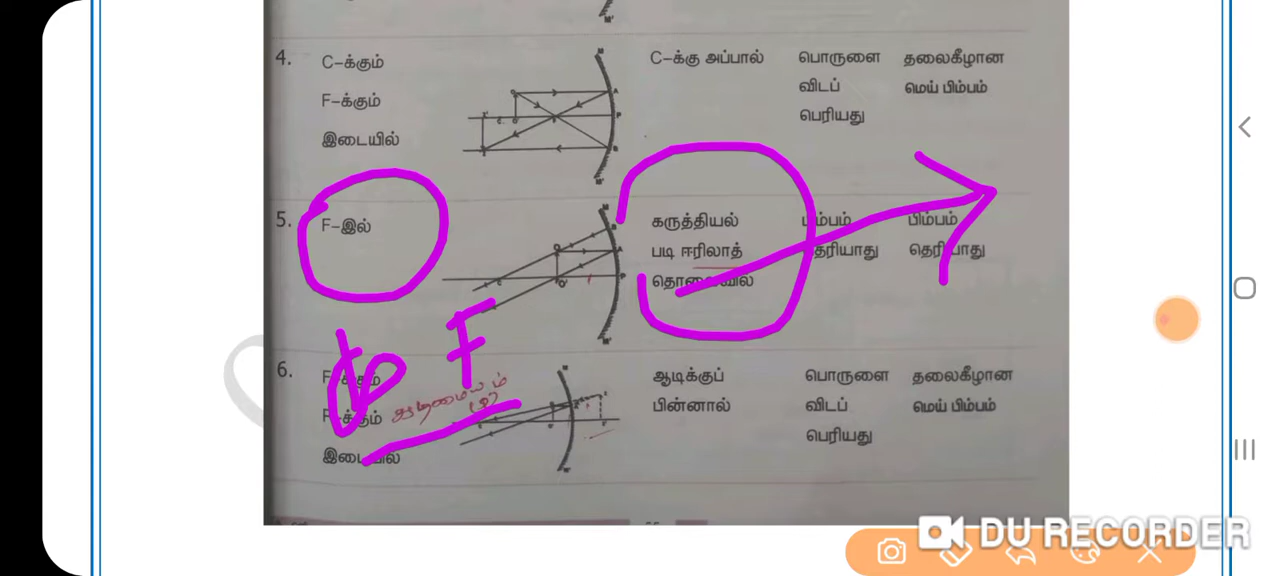 4. C-க்கும் C-க்கு அப்பால் பொருளை தலைகீழான
F-க்கும் விடப் மெய் பிம்பம்
இடையில் பெரியது
5. F-இல் கருத்தியல் பிம்பம் பிம்பம்
படி ஈரிலாத் தெரியாது தெரியாது
தொலைவில்
F
6. F-க்கும் ஆடிக்குப் பொருளை தலைகீழான
P-க்கும் பின்னால் விடப் மெய் பிம்பம்
இடையில் பெரியது
DU RECORDER